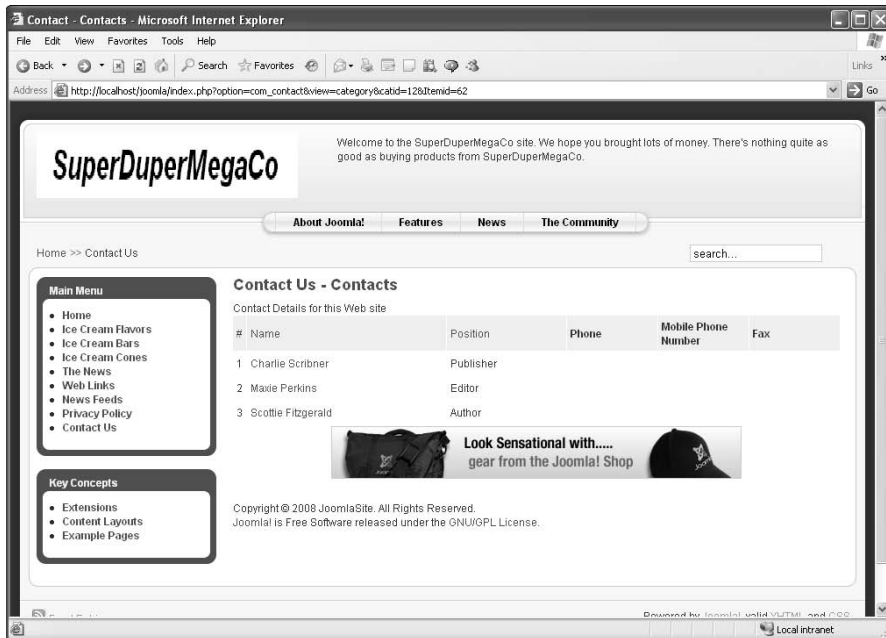 Contact - Contacts - Microsoft Internet Explorer
File Edit View Favorites Tools Help
Back Search Favorites Links »
Address http://localhost/joomla/index.php?option=com_contact&view=category&catid=12&Itemid=62 Go
SuperDuperMegaCo
Welcome to the SuperDuperMegaCo site. We hope you brought lots of money. There's nothing quite as
good as buying products from SuperDuperMegaCo.
About Joomla! Features News The Community
Home >> Contact Us
search...
Main Menu
Home
Ice Cream Flavors
Ice Cream Bars
Ice Cream Cones
The News
Web Links
News Feeds
Privacy Policy
Contact Us
Key Concepts
Extensions
Content Layouts
Example Pages
Contact Us - Contacts
Contact Details for this Web site
# Name Position Phone Mobile Phone Number Fax
1 Charlie Scribner Publisher
2 Maxie Perkins Editor
3 Scottie Fitzgerald Author
Look Sensational with.....
gear from the Joomla! Shop
Copyright © 2008 JoomlaSite. All Rights Reserved.
Joomla! is Free Software released under the GNU/GPL License.
Powered by Joomla! valid XHTML and CSS.
Local intranet